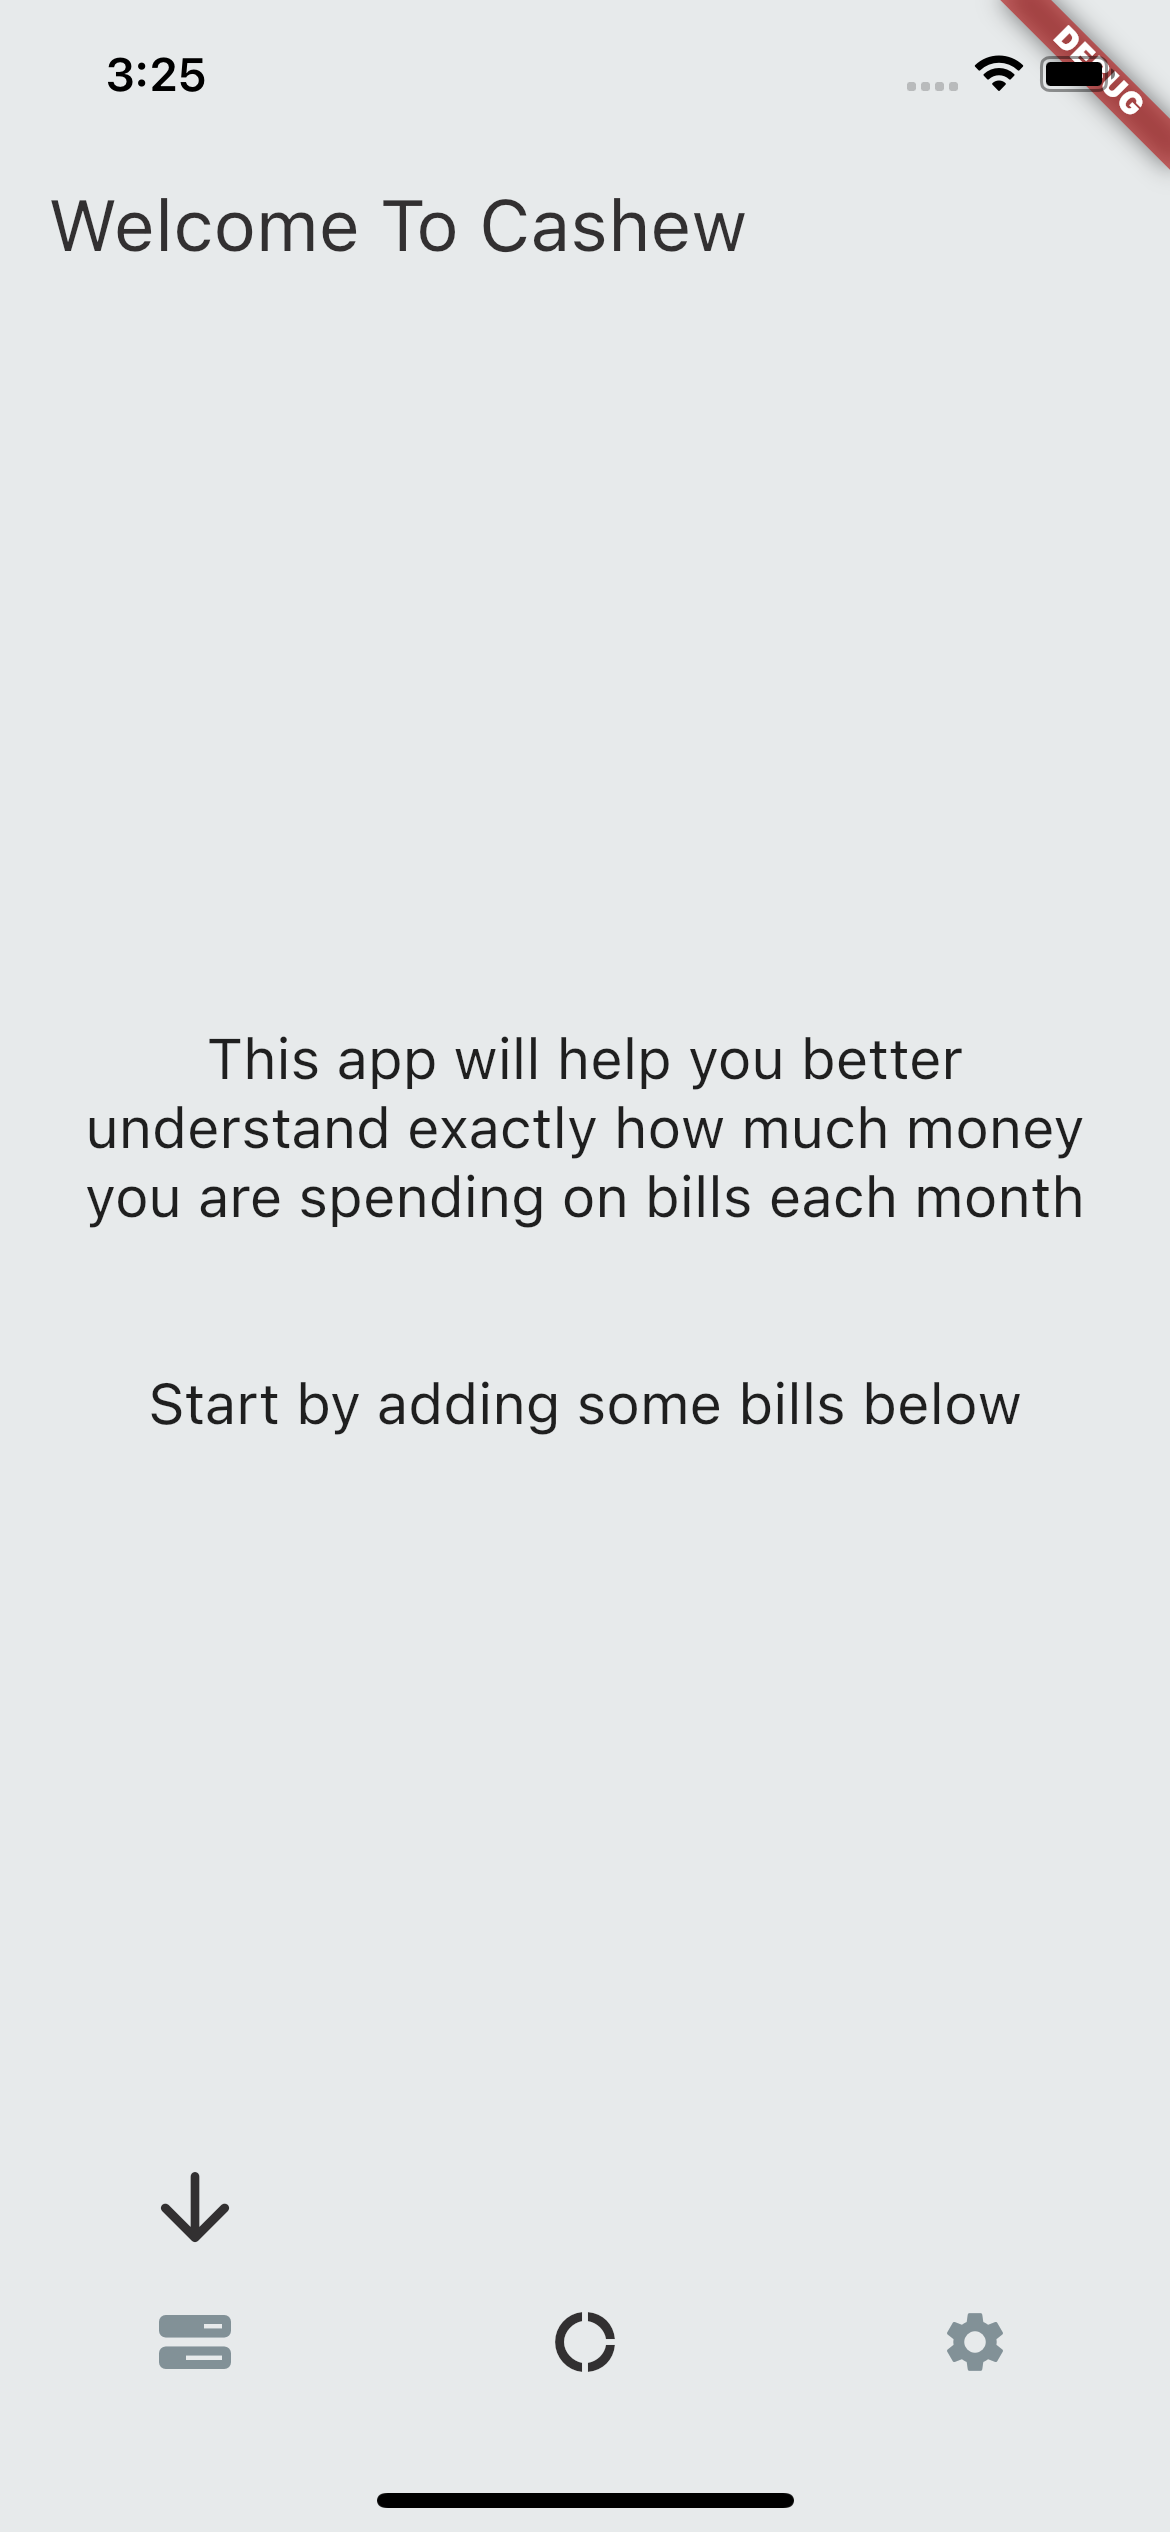 3:25
DEBUG
Welcome To Cashew
This app will help you better
understand exactly how much money
you are spending on bills each month
Start by adding some bills below